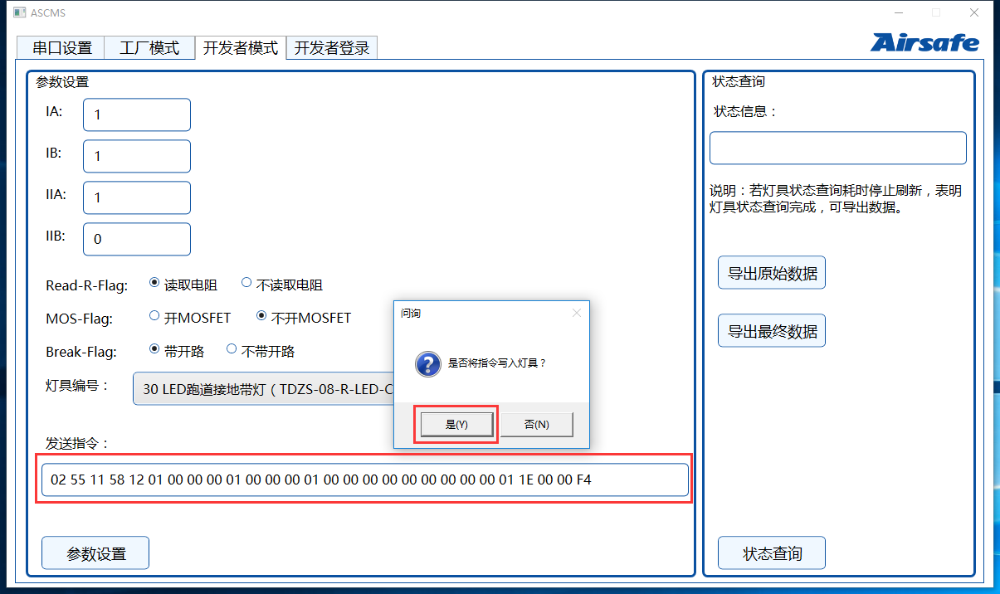 ASCMS
串口设置
工厂模式
开发者模式
开发者登录
Airsafe
参数设置
IA:
1
IB:
1
IIA:
1
IIB:
0
Read-R-Flag:
读取电阻
不读取电阻
MOS-Flag:
开MOSFET
不开MOSFET
Break-Flag:
带开路
不带开路
灯具编号：
30 LED跑道接地带灯（TDZS-08-R-LED-C
发送指令：
02 55 11 58 12 01 00 00 00 01 00 00 00 01 00 00 00 00 00 00 00 00 00 01 1E 00 00 F4
参数设置
问询
是否将指令写入灯具？
是(Y)
否(N)
状态查询
状态信息：
说明：若灯具状态查询耗时停止刷新，表明
灯具状态查询完成，可导出数据。
导出原始数据
导出最终数据
状态查询